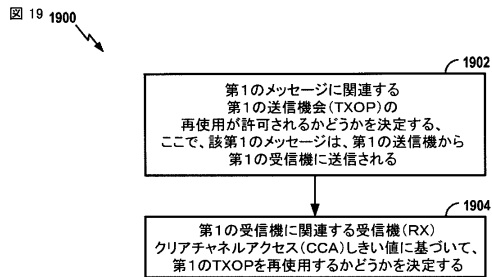 図 19
1900
1902
第1のメッセージに関連する
第1の送信機会(TXOP)の
再使用が許可されるかどうかを決定する、
ここで、該第1のメッセージは、第1の送信機から
第1の受信機に送信される
1904
第1の受信機に関連する受信機(RX)
クリアチャネルアクセス(CCA)しきい値に基づいて、
第1のTXOPを再使用するかどうかを決定する